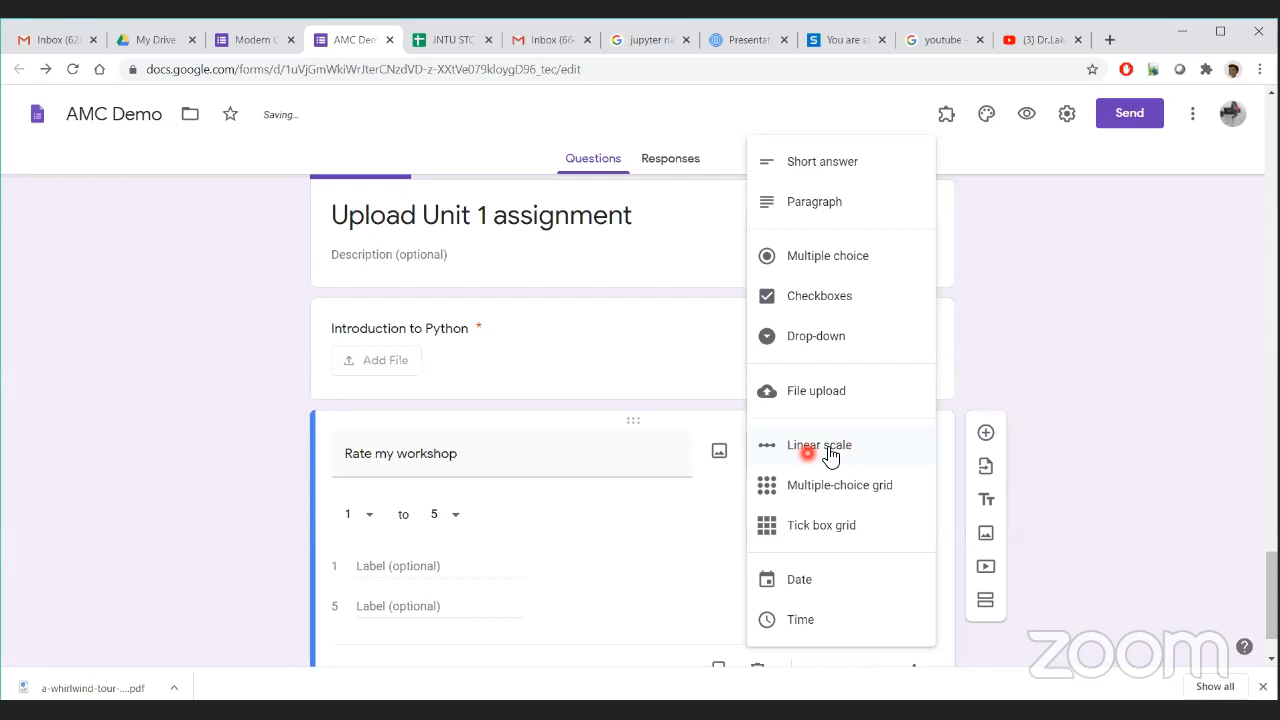 Inbox (62
My Drive
Modern C
AMC Dem
JNTU STC
Inbox (66
jupyter ne
Presentat
You are s
youtube -
(3) Dr.Lak
docs.google.com/forms/d/1uVjGmWkiWrJterCNzdVD-z-XXtVe079kloygD96_tec/edit
AMC Demo
Saving...
Send
Questions
Responses
Upload Unit 1 assignment
Description (optional)
Introduction to Python *
Add File
Rate my workshop
1 to 5
1 Label (optional)
5 Label (optional)
Short answer
Paragraph
Multiple choice
Checkboxes
Drop-down
File upload
Linear scale
Multiple-choice grid
Tick box grid
Date
Time
zoom
a-whirlwind-tour-....pdf
Show all